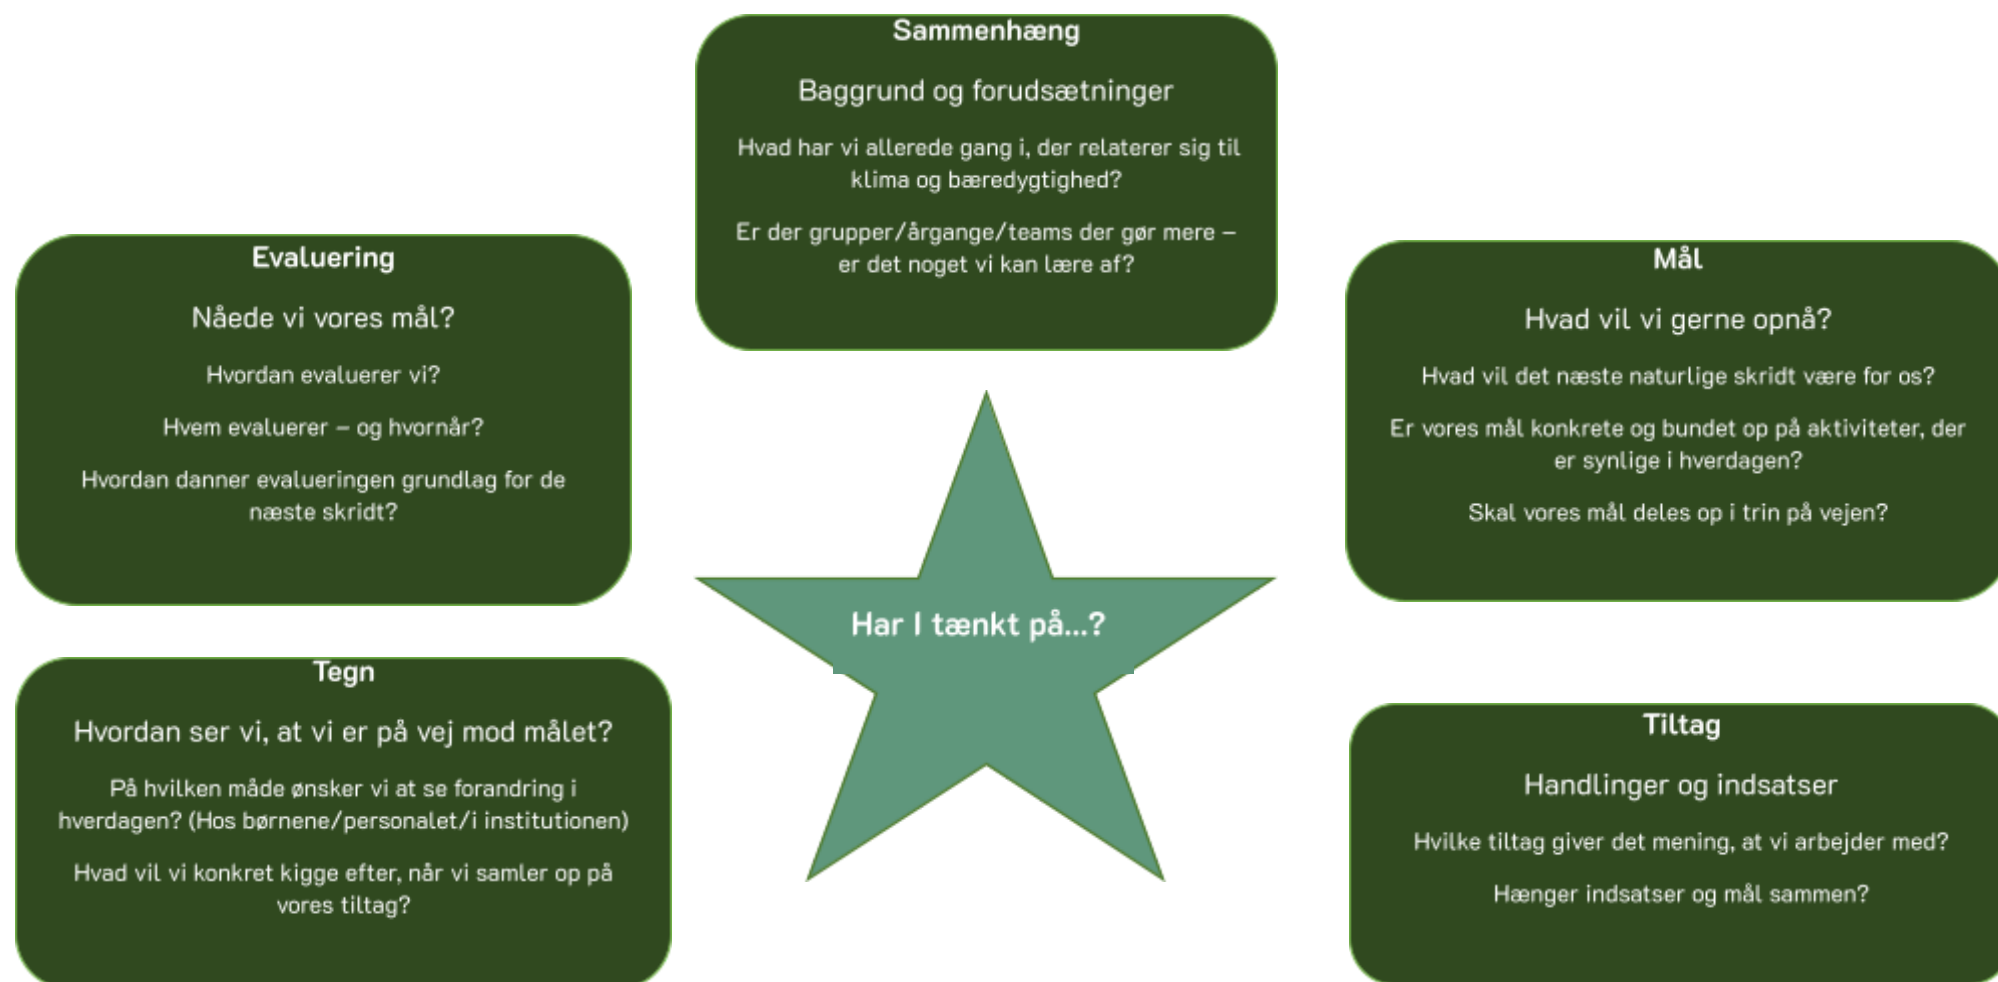 Sammenhæng
Baggrund og forudsætninger
Hvad har vi allerede gang i, der relaterer sig til
klima og bæredygtighed?
Er der grupper/årgange/teams der gør mere –
er det noget vi kan lære af?
Evaluering
Nåede vi vores mål?
Hvordan evaluerer vi?
Hvem evaluerer – og hvornår?
Hvordan danner evalueringen grundlag for de
næste skridt?
Mål
Hvad vil vi gerne opnå?
Hvad vil det næste naturlige skridt være for os?
Er vores mål konkrete og bundet op på aktiviteter, der
er synlige i hverdagen?
Skal vores mål deles op i trin på vejen?
Har I tænkt på...?
Tegn
Hvordan ser vi, at vi er på vej mod målet?
På hvilken måde ønsker vi at se forandring i
hverdagen? (Hos børnene/personalet/i institutionen)
Hvad vil vi konkret kigge efter, når vi samler op på
vores tiltag?
Tiltag
Handlinger og indsatser
Hvilke tiltag giver det mening, at vi arbejder med?
Hænger indsatser og mål sammen?